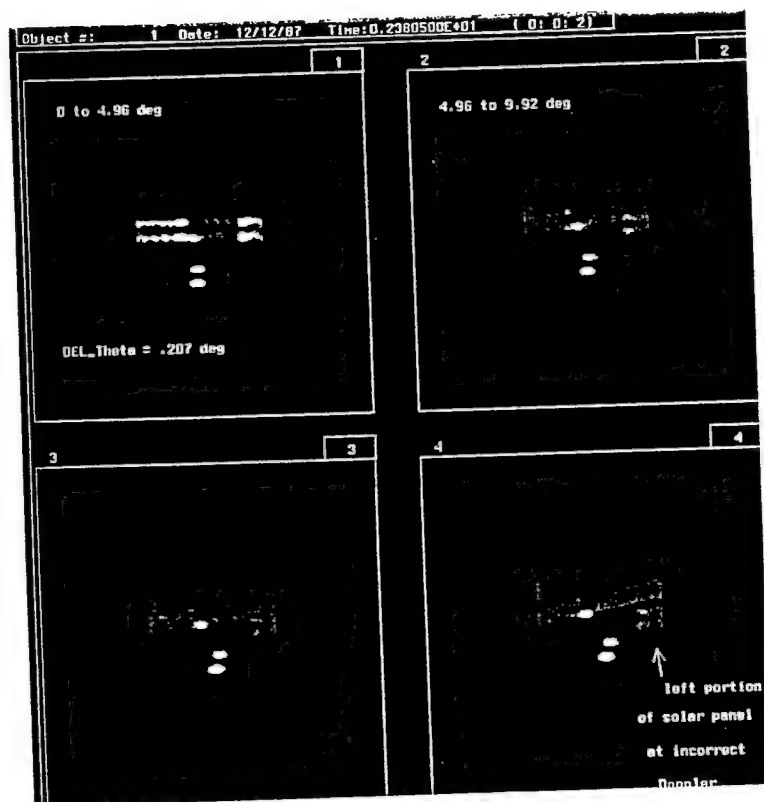 Object #: 1 Date: 12/12/87 Time:0.2380500E+01 ( 0: 0: 2)
1
0 to 4.96 deg
DEL_Theta = .207 deg
2 2
4.96 to 9.92 deg
3 3
4 4
left portion
of solar panel
at incorrect
Doppler